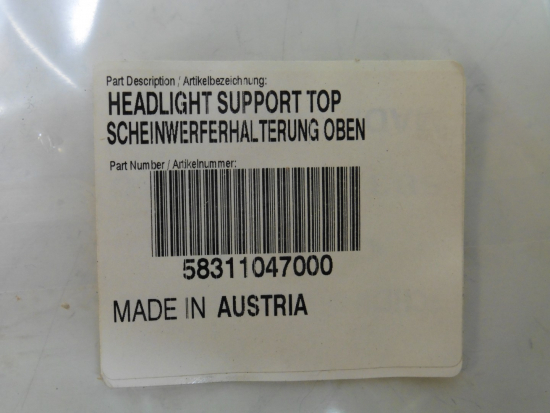 Part Description / Artikelbezeichnung:
HEADLIGHT SUPPORT TOP
SCHEINWERFERHALTERUNG OBEN
Part Number / Artikelnummer:
58311047000
MADE IN AUSTRIA